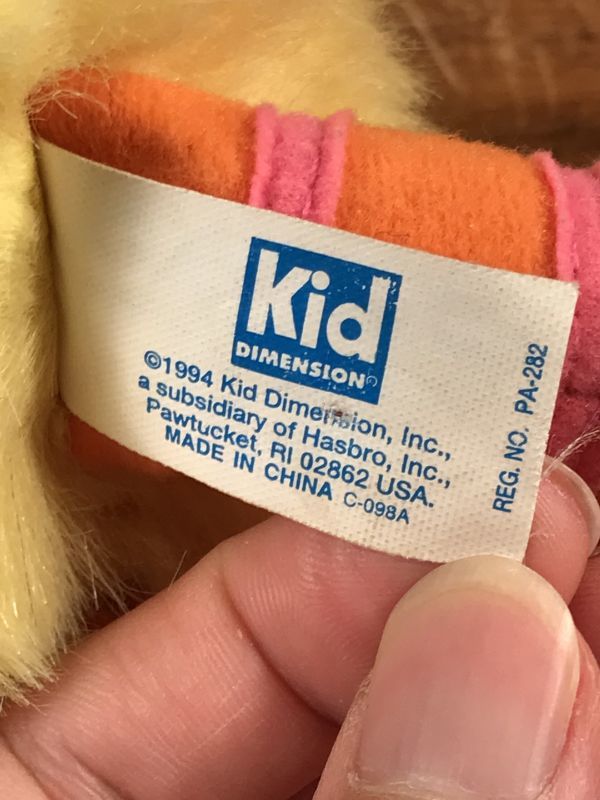 Kid
DIMENSION®
©1994 Kid Dimension, Inc.,
a subsidiary of Hasbro, Inc.,
Pawtucket, RI 02862 USA.
MADE IN CHINA C-098A
REG. NO. PA-282